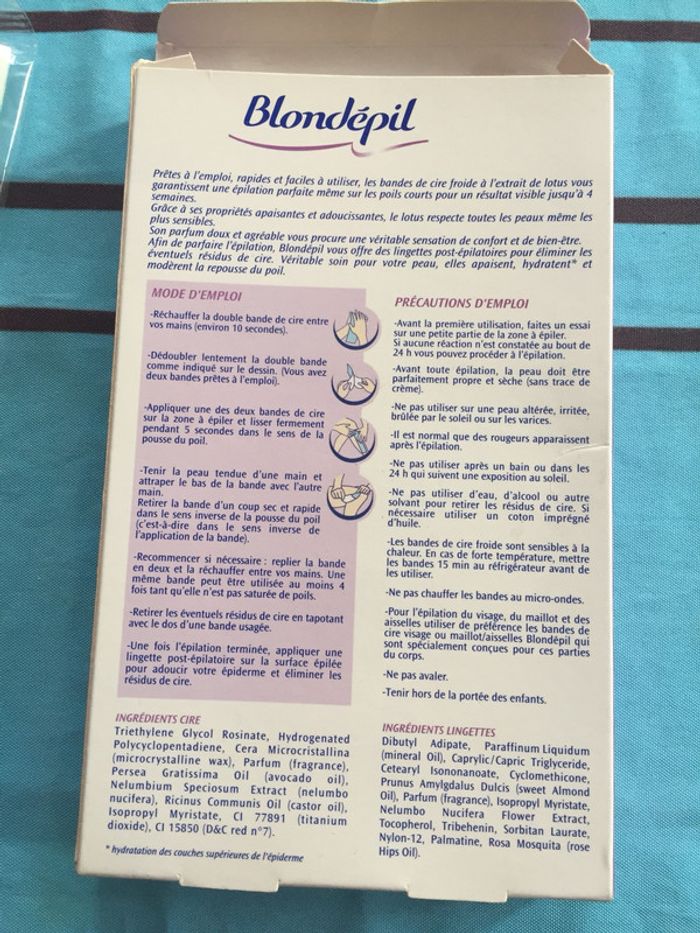 Blondépil
Prêtes à l'emploi, rapides et faciles à utiliser, les bandes de cire froide à l'extrait de lotus vous
garantissent une épilation parfaite même sur les poils courts pour un résultat visible jusqu'à 4
semaines.
Grâce à ses propriétés apaisantes et adoucissantes, le lotus respecte toutes les peaux même les
plus sensibles.
Son parfum doux et agréable vous procure une véritable sensation de confort et de bien-être.
Afin de parfaire l'épilation, Blondépil vous offre des lingettes post-épilatoires pour éliminer les
éventuels résidus de cire. Véritable soin pour votre peau, elles apaisent, hydratent* et
modèrent la repousse du poil.
MODE D'EMPLOI
-Réchauffer la double bande de cire entre
vos mains (environ 10 secondes).
-Dédoubler lentement la double bande
comme indiqué sur le dessin. (Vous avez
deux bandes prêtes à l'emploi).
-Appliquer une des deux bandes de cire
sur la zone à épiler et lisser fermement
pendant 5 secondes dans le sens de la
pousse du poil.
-Tenir la peau tendue d'une main et
attraper le bas de la bande avec l'autre
main.
Retirer la bande d'un coup sec et rapide
dans le sens inverse de la pousse du poil
(c'est-à-dire dans le sens inverse de
l'application de la bande).
-Recommencer si nécessaire : replier la bande
en deux et la réchauffer entre vos mains. Une
même bande peut être utilisée au moins 4
fois tant qu'elle n'est pas saturée de poils.
-Retirer les éventuels résidus de cire en tapotant
avec le dos d'une bande usagée.
-Une fois l'épilation terminée, appliquer une
lingette post-épilatoire sur la surface épilée
pour adoucir votre épiderme et éliminer les
résidus de cire.
PRÉCAUTIONS D'EMPLOI
-Avant la première utilisation, faites un essai
sur une petite partie de la zone à épiler.
Si aucune réaction n'est constatée au bout de
24 h vous pouvez procéder à l'épilation.
-Avant toute épilation, la peau doit être
parfaitement propre et sèche (sans trace de
crème).
-Ne pas utiliser sur une peau altérée, irritée,
brûlée par le soleil ou sur les varices.
-Il est normal que des rougeurs apparaissent
après l'épilation.
-Ne pas utiliser après un bain ou dans les
24 h qui suivent une exposition au soleil.
-Ne pas utiliser d'eau, d'alcool ou autre
solvant pour retirer les résidus de cire. Si
nécessaire utiliser un coton imprégné
d'huile.
-Les bandes de cire froide sont sensibles à la
chaleur. En cas de forte température, mettre
les bandes 15 min au réfrigérateur avant de
les utiliser.
-Ne pas chauffer les bandes au micro-ondes.
-Pour l'épilation du visage, du maillot et des
aisselles utiliser de préférence les bandes de
cire visage ou maillot/aisselles Blondépil qui
sont spécialement conçues pour ces parties
du corps.
-Ne pas avaler.
-Tenir hors de la portée des enfants.
INGRÉDIENTS CIRE
Triethylene Glycol Rosinate, Hydrogenated
Polycyclopentadiene, Cera Microcristallina
(microcrystalline wax), Parfum (fragrance),
Persea Gratissima Oil (avocado oil),
Nelumbium Speciosum Extract (nelumbo
nucifera), Ricinus Communis Oil (castor oil),
Isopropyl Myristate, CI 77891 (titanium
dioxide), CI 15850 (D&C red n°7).
* hydratation des couches supérieures de l'épiderme
INGRÉDIENTS LINGETTES
Dibutyl Adipate, Paraffinum Liquidum
(mineral Oil), Caprylic/Capric Triglyceride,
Cetearyl Isononanoate, Cyclomethicone,
Prunus Amylgdalus Dulcis (sweet Almond
Oil), Parfum (fragrance), Isopropyl Myristate,
Nelumbo Nucifera Flower Extract,
Tocopherol, Tribehenin, Sorbitan Laurate,
Nylon-12, Palmatine, Rosa Mosquita (rose
Hips Oil).